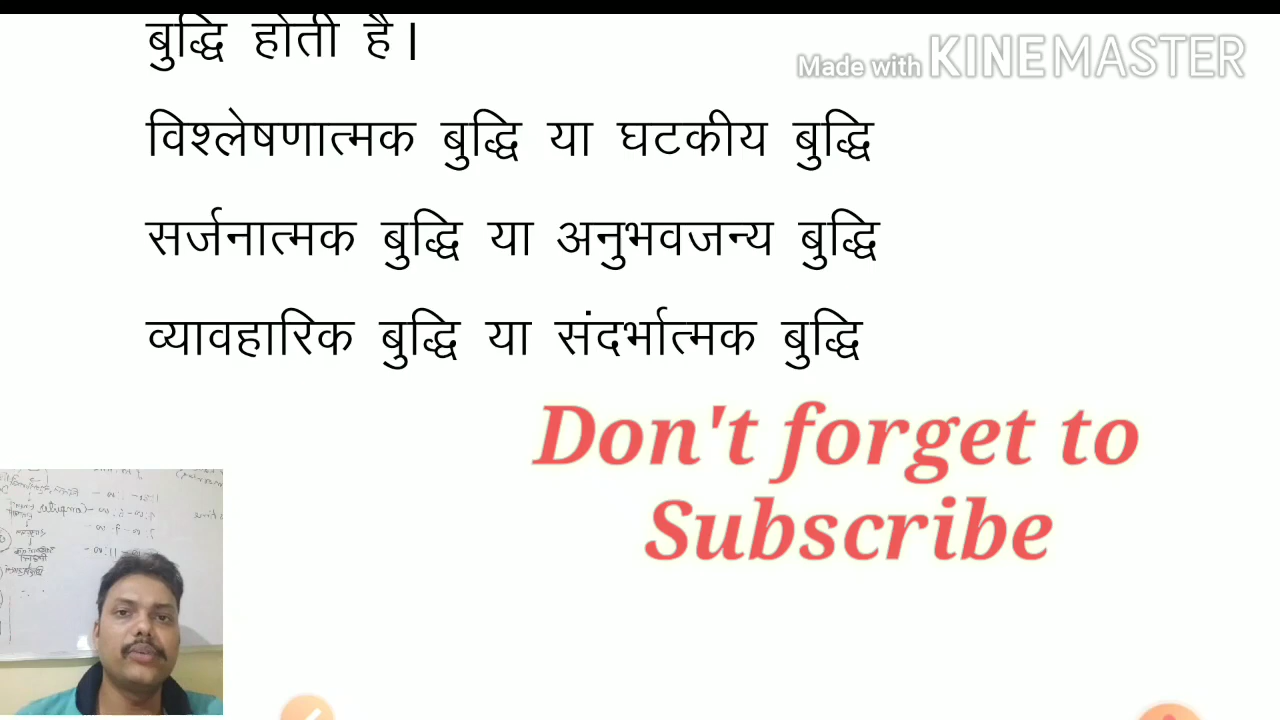 बुद्धि होती है।
Made with KINEMASTER
विश्लेषणात्मक बुद्धि या घटकीय बुद्धि
सर्जनात्मक बुद्धि या अनुभवजन्य बुद्धि
व्यावहारिक बुद्धि या संदर्भात्मक बुद्धि
Don't forget to
Subscribe